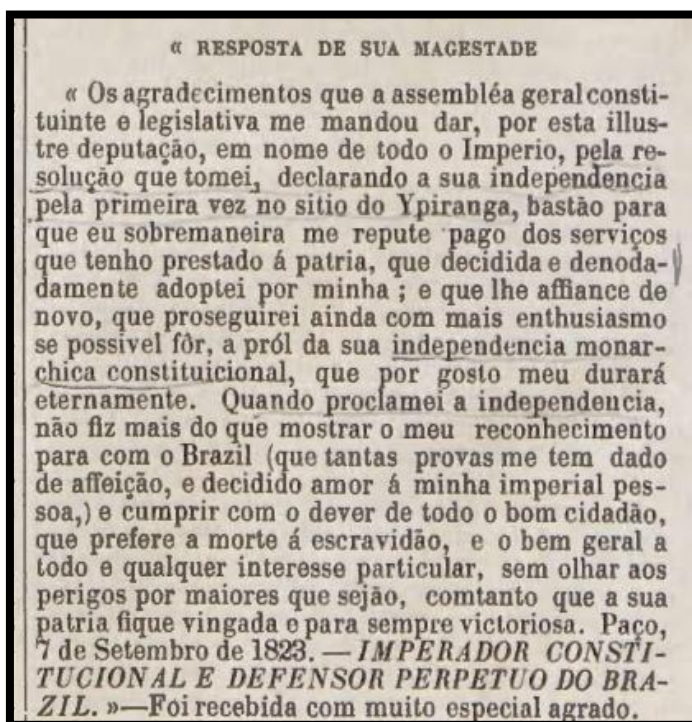 « RESPOSTA DE SUA MAGESTADE
« Os agradecimentos que a assembléa geral consti-
tuinte e legislativa me mandou dar, por esta illus-
tre deputação, em nome de todo o Imperio, pela re-
solução que tomei, declarando a sua independencia
pela primeira vez no sitio do Ypiranga, bastão para
que eu sobremaneira me repute pago dos serviços
que tenho prestado á patria, que decidida e denoda-
damente adoptei por minha ; e que lhe affiance de
novo, que proseguirei ainda com mais enthusiasmo
se possivel fôr, a pról da sua independencia monar-
chica constituicional, que por gosto meu durará
eternamente. Quando proclamei a independencia,
não fiz mais do que mostrar o meu reconhecimento
para com o Brazil (que tantas provas me tem dado
de affeição, e decidido amor á minha imperial pes-
soa,) e cumprir com o dever de todo o bom cidadão,
que prefere a morte á escravidão, e o bem geral a
todo e qualquer interesse particular, sem olhar aos
perigos por maiores que sejão, comtanto que a sua
patria fique vingada e para sempre victoriosa. Paço,
7 de Setembro de 1823. — IMPERADOR CONSTI-
TUCIONAL E DEFENSOR PERPETUO DO BRA-
ZIL. »—Foi recebida com muito especial agrado.